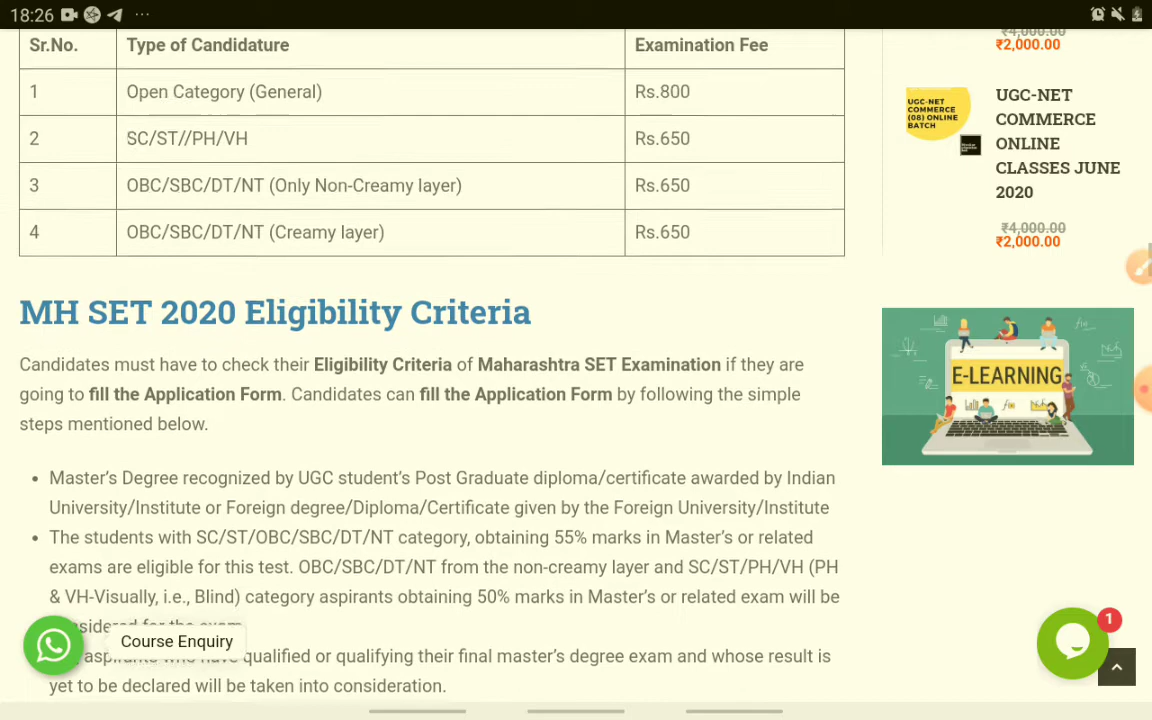 18:26
Sr.No. Type of Candidature Examination Fee
1 Open Category (General) Rs.800
2 SC/ST//PH/VH Rs.650
3 OBC/SBC/DT/NT (Only Non-Creamy layer) Rs.650
4 OBC/SBC/DT/NT (Creamy layer) Rs.650
MH SET 2020 Eligibility Criteria
Candidates must have to check their Eligibility Criteria of Maharashtra SET Examination if they are
going to fill the Application Form. Candidates can fill the Application Form by following the simple
steps mentioned below.
• Master's Degree recognized by UGC student's Post Graduate diploma/certificate awarded by Indian
University/Institute or Foreign degree/Diploma/Certificate given by the Foreign University/Institute
• The students with SC/ST/OBC/SBC/DT/NT category, obtaining 55% marks in Master's or related
exams are eligible for this test. OBC/SBC/DT/NT from the non-creamy layer and SC/ST/PH/VH (PH
& VH-Visually, i.e., Blind) category aspirants obtaining 50% marks in Master's or related exam will be
for the exam
who have qualified or qualifying their final master's degree exam and whose result is
yet to be declared will be taken into consideration.
Course Enquiry
₹4,000.00
₹2,000.00
UGC-NET
COMMERCE
(08) ONLINE
BATCH
UGC-NET
COMMERCE
ONLINE
CLASSES JUNE
2020
₹4,000.00
₹2,000.00
E-LEARNING
1